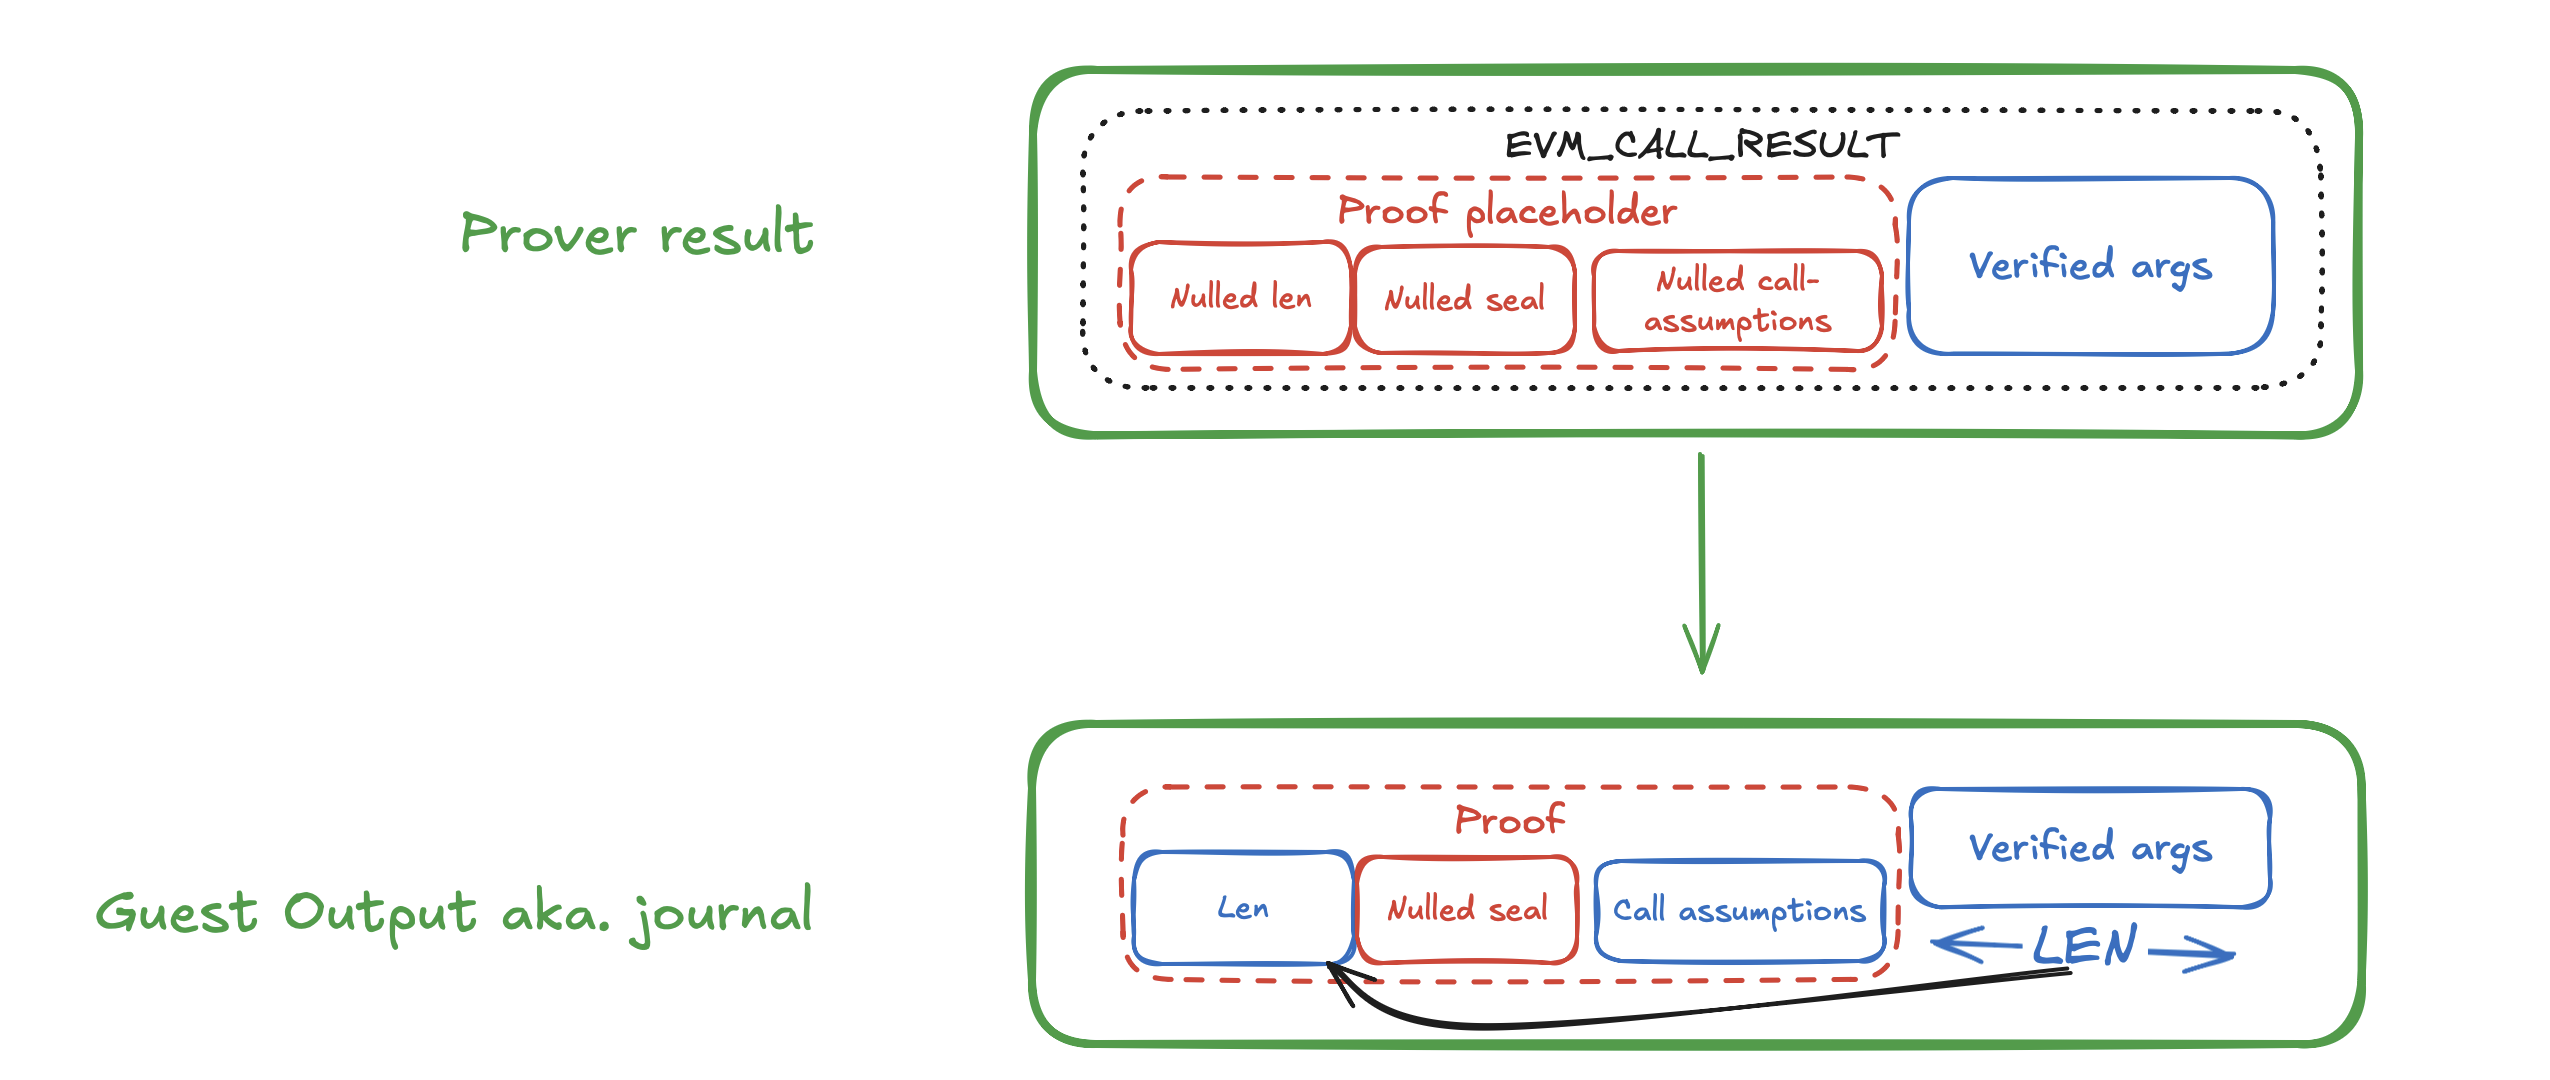 Prover result
EVM_CALL_RESULT
Proof placeholder
Nulled len
Nulled seal
Nulled call-
assumptions
Verified args
Guest Output aka. journal
Proof
Len
Nulled seal
Call assumptions
Verified args
LEN